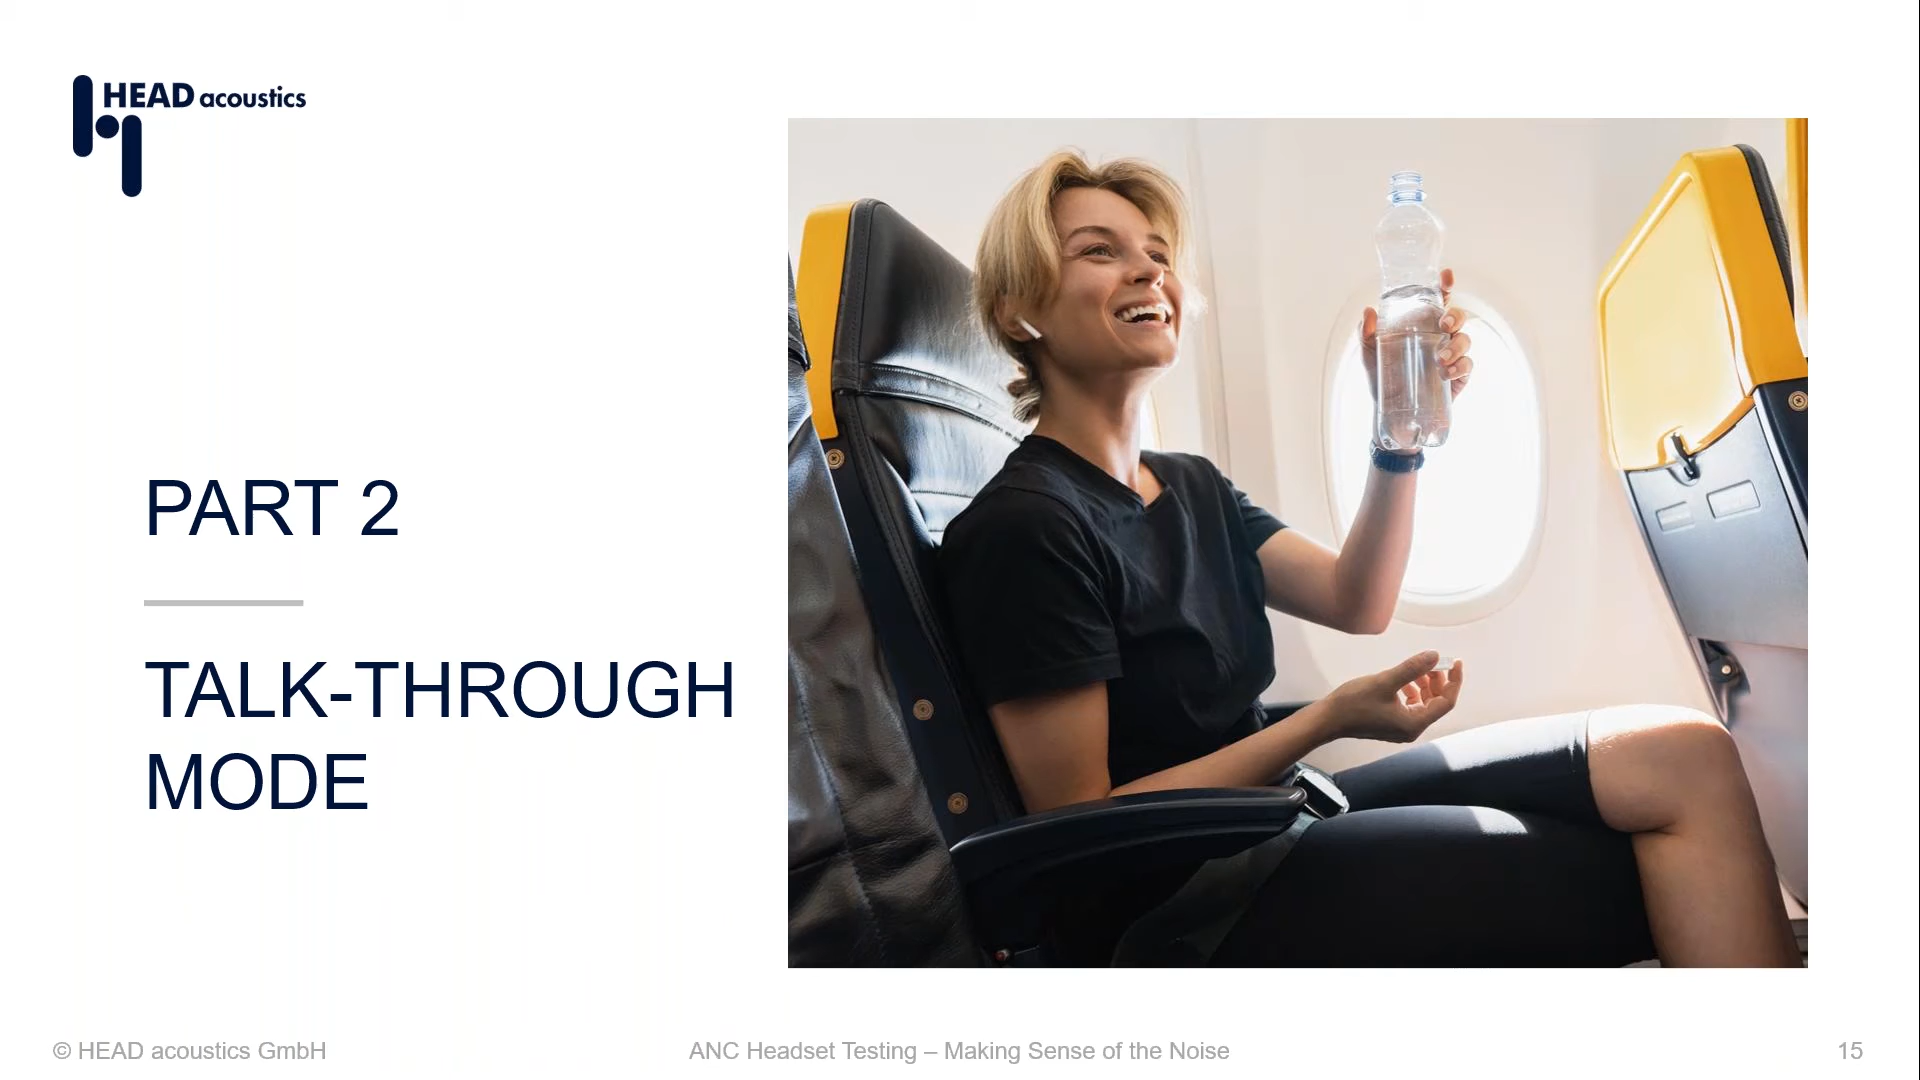 HEAD acoustics
PART 2
TALK-THROUGH
MODE
© HEAD acoustics GmbH
ANC Headset Testing – Making Sense of the Noise
15